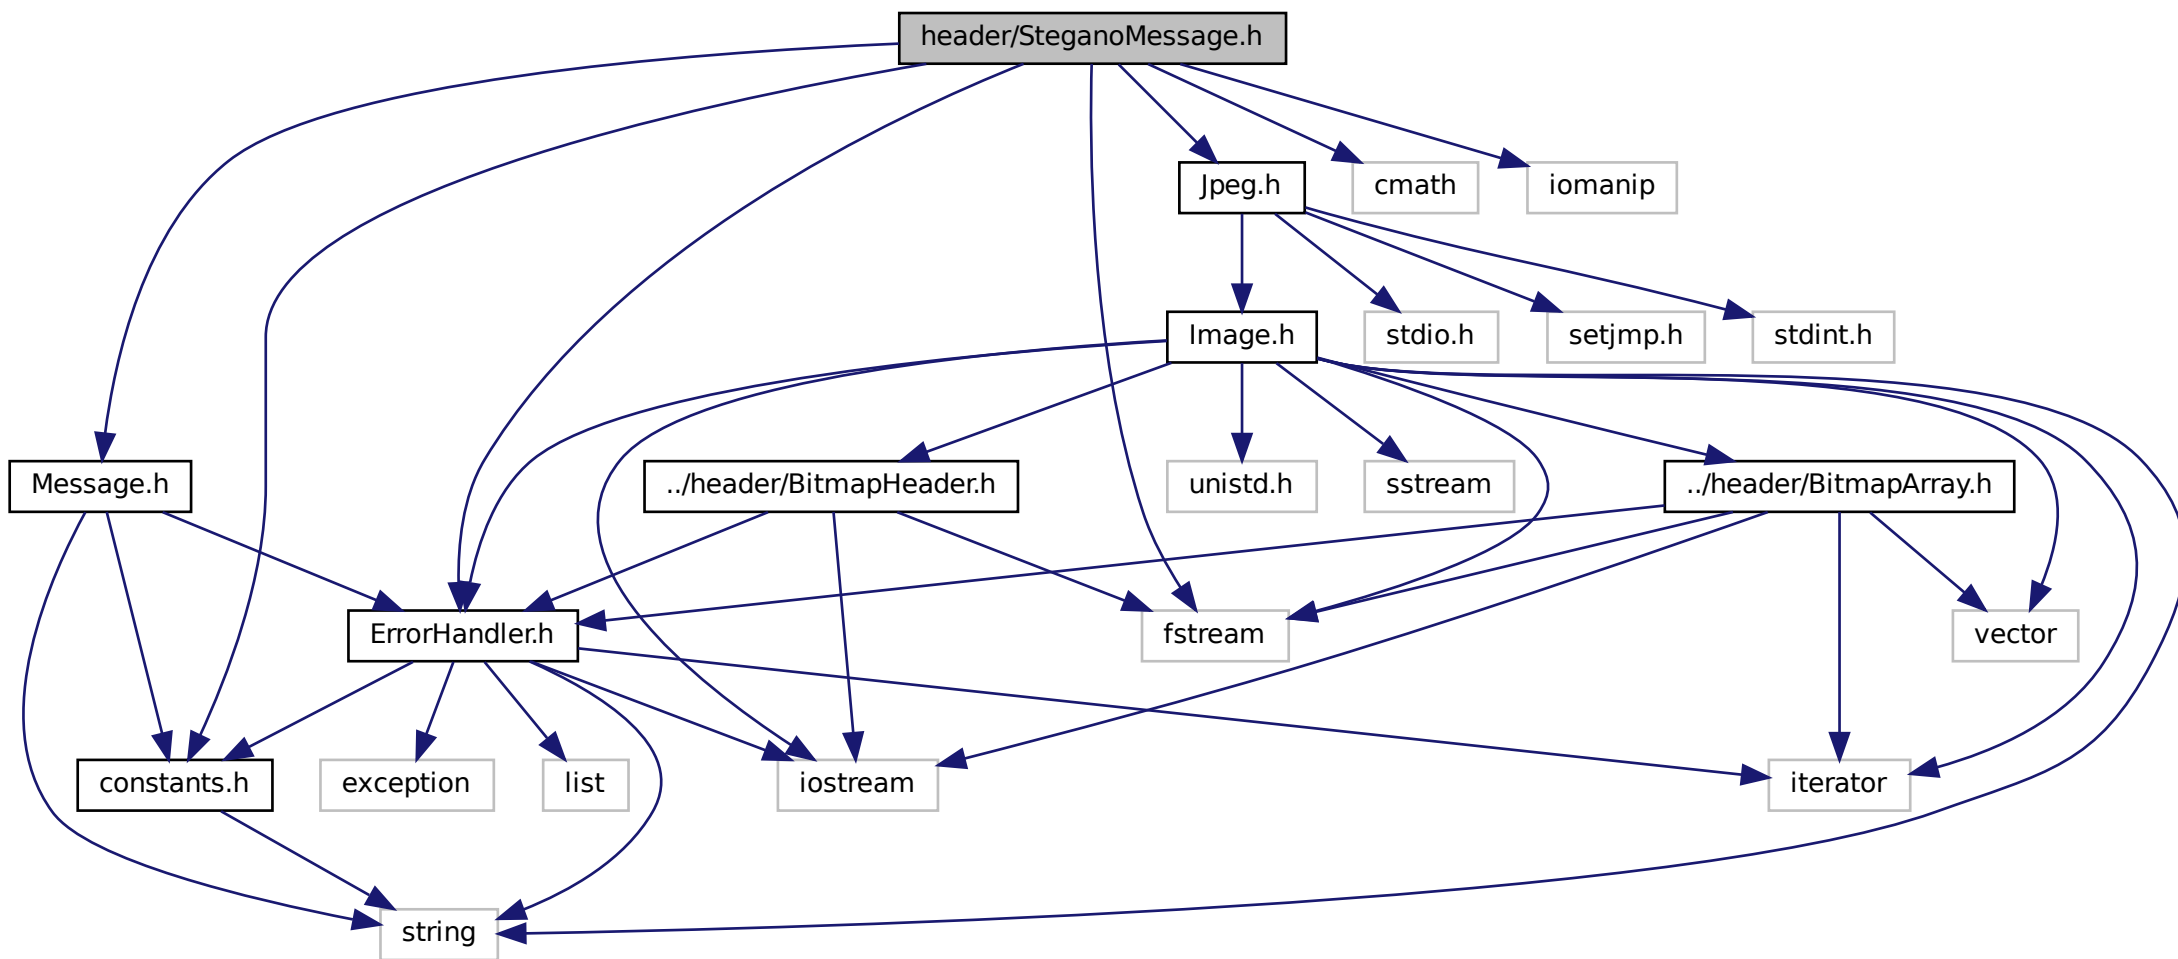 header/SteganoMessage.h
Jpeg.h
cmath
iomanip
Image.h
stdio.h
setjmp.h
stdint.h
Message.h
../header/BitmapHeader.h
unistd.h
sstream
../header/BitmapArray.h
ErrorHandler.h
fstream
vector
constants.h
exception
list
iostream
iterator
string